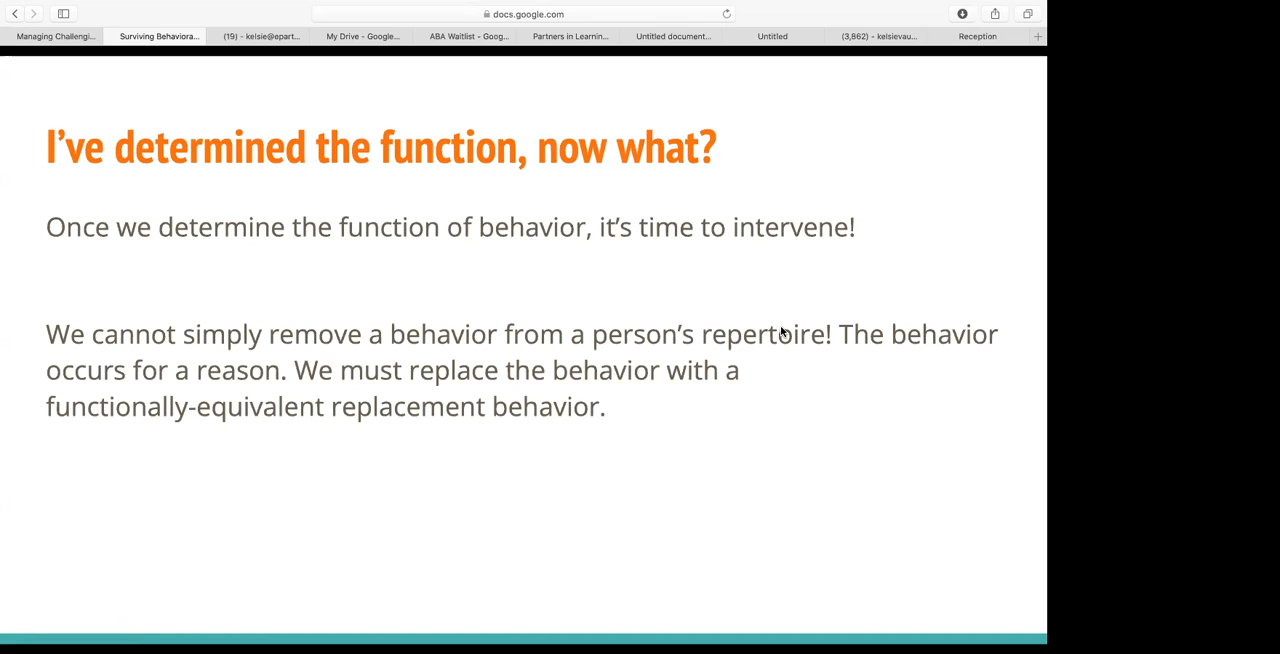 docs.google.com
Managing Challengi...
Surviving Behaviora...
(19) - kelsie@epart...
My Drive - Google...
ABA Waitlist - Goog...
Partners in Learnin...
Untitled document...
Untitled
(3,862) - kelsievau...
Reception
I’ve determined the function, now what?
Once we determine the function of behavior, it’s time to intervene!
We cannot simply remove a behavior from a person’s repertoire! The behavior
occurs for a reason. We must replace the behavior with a
functionally-equivalent replacement behavior.